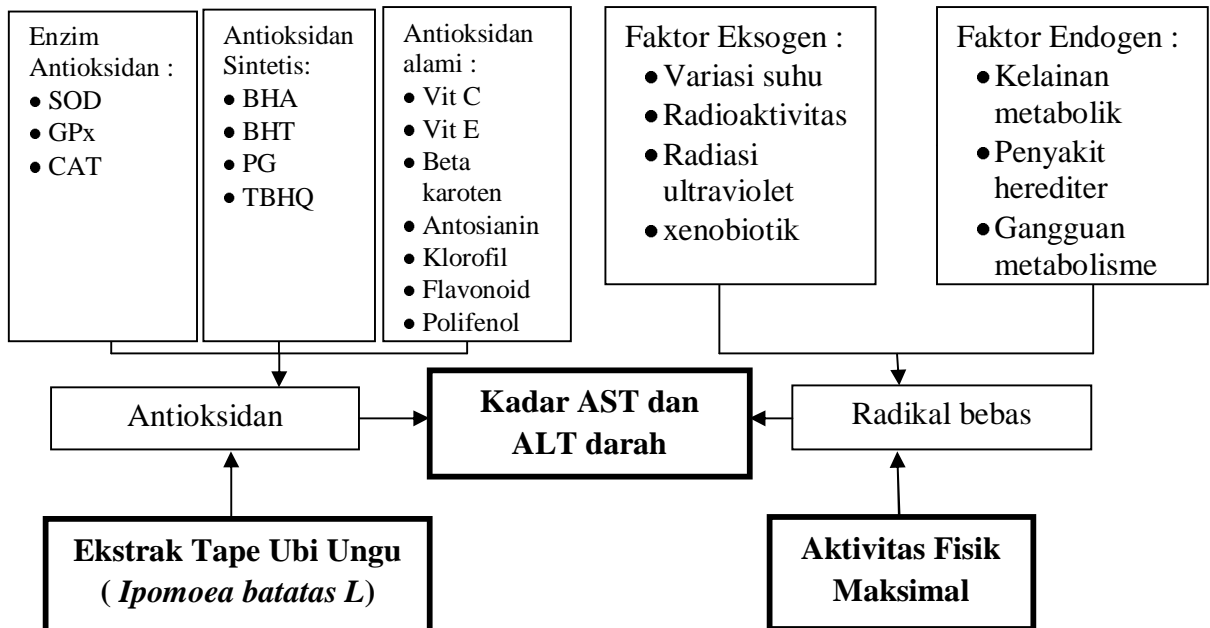 Enzim
Antioksidan :
● SOD
● GPx
● CAT
Antioksidan
Sintetis:
● BHA
● BHT
● PG
● TBHQ
Antioksidan
alami :
● Vit C
● Vit E
● Beta
karoten
● Antosianin
● Klorofil
● Flavonoid
● Polifenol
Faktor Eksogen :
● Variasi suhu
● Radioaktivitas
● Radiasi
ultraviolet
● xenobiotik
Faktor Endogen :
● Kelainan
metabolik
● Penyakit
herediter
● Gangguan
metabolisme
Antioksidan
Kadar AST dan
ALT darah
Radikal bebas
Ekstrak Tape Ubi Ungu
( Ipomoea batatas L)
Aktivitas Fisik
Maksimal